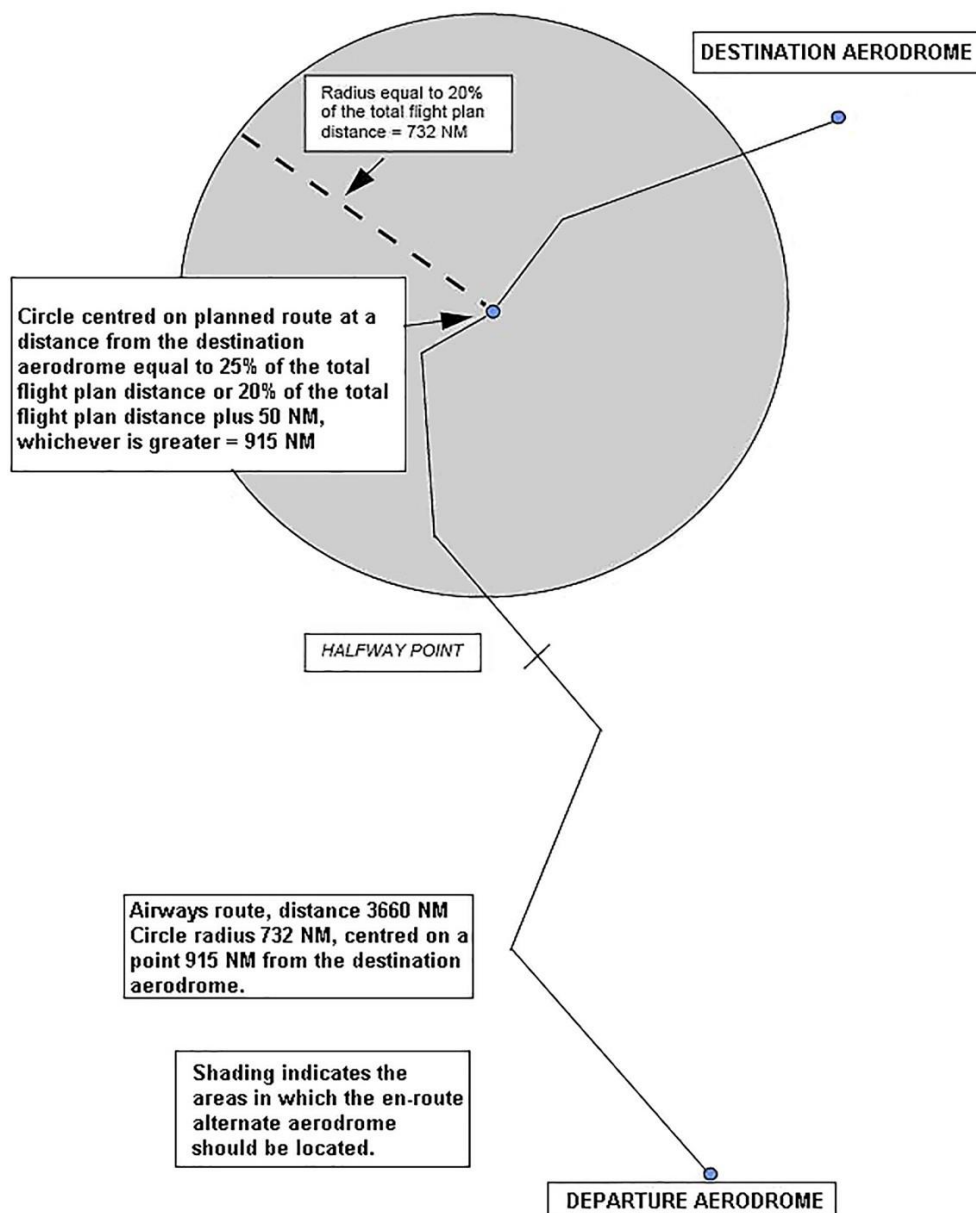 DESTINATION AERODROME
Radius equal to 20%
of the total flight plan
distance = 732 NM
Circle centred on planned route at a
distance from the destination
aerodrome equal to 25% of the total
flight plan distance or 20% of the total
flight plan distance plus 50 NM,
whichever is greater = 915 NM
HALFWAY POINT
Airways route, distance 3660 NM
Circle radius 732 NM, centred on a
point 915 NM from the destination
aerodrome.
Shading indicates the
areas in which the en-route
alternate aerodrome
should be located.
DEPARTURE AERODROME